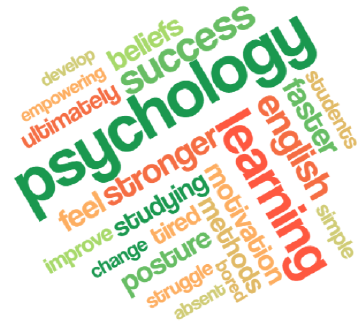 develop beliefs
empowering success
ultimately
psychology
faster students
english
feel stronger
learning
improve studying motivation simple
change tired methods
posture
struggle bored
absent